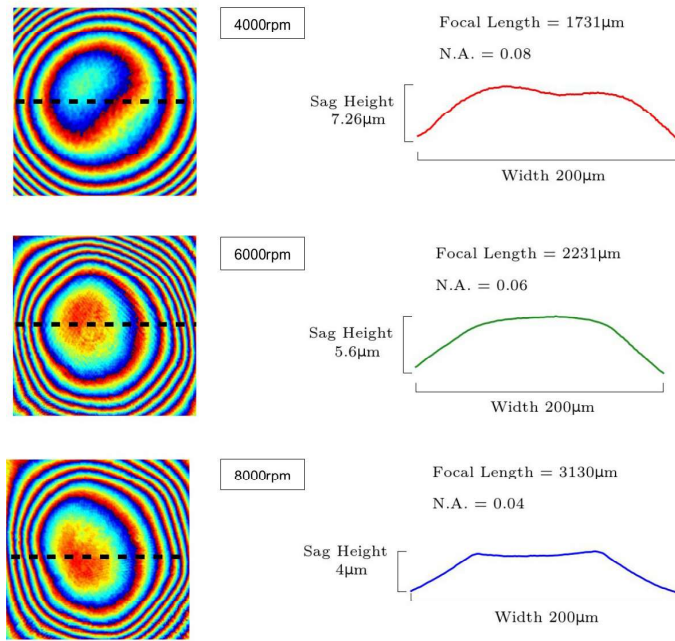 4000rpm
Focal Length = 1731μm
N.A. = 0.08
Sag Height
7.26μm
Width 200μm
6000rpm
Focal Length = 2231μm
N.A. = 0.06
Sag Height
5.6μm
Width 200μm
8000rpm
Focal Length = 3130μm
N.A. = 0.04
Sag Height
4μm
Width 200μm